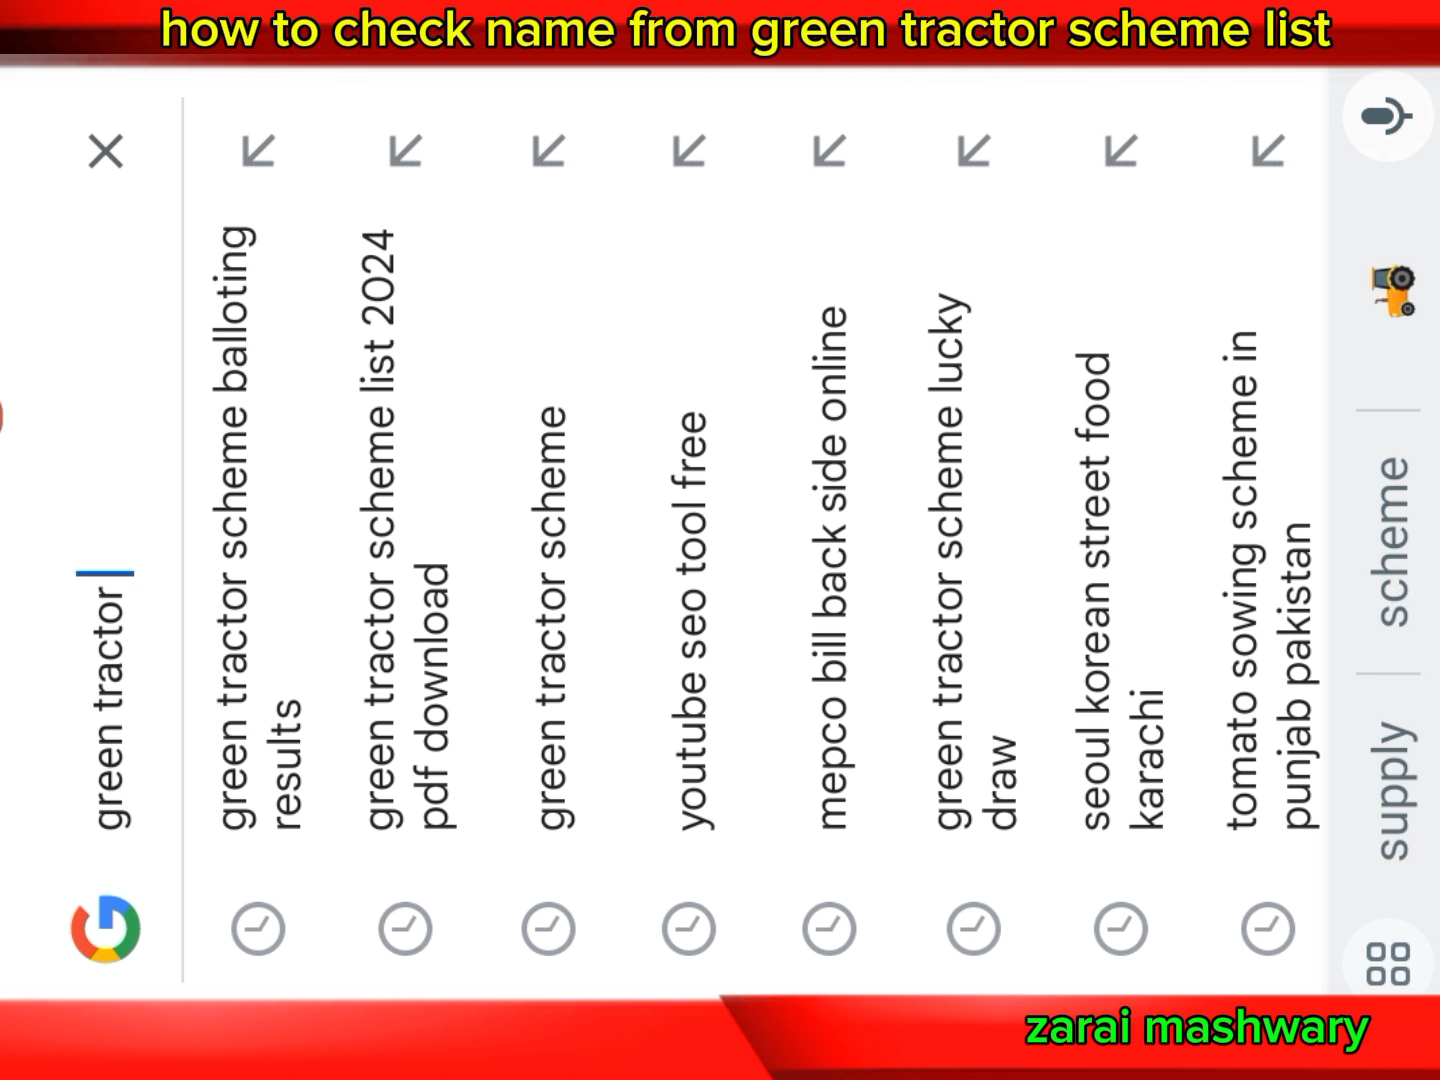 how to check name from green tractor scheme list
green tractor
green tractor scheme balloting
results
green tractor scheme list 2024
pdf download
green tractor scheme
youtube seo tool free
mepco bill back side online
green tractor scheme lucky
draw
seoul korean street food
karachi
tomato sowing scheme in
punjab pakistan
supply
scheme
zarai mashwary